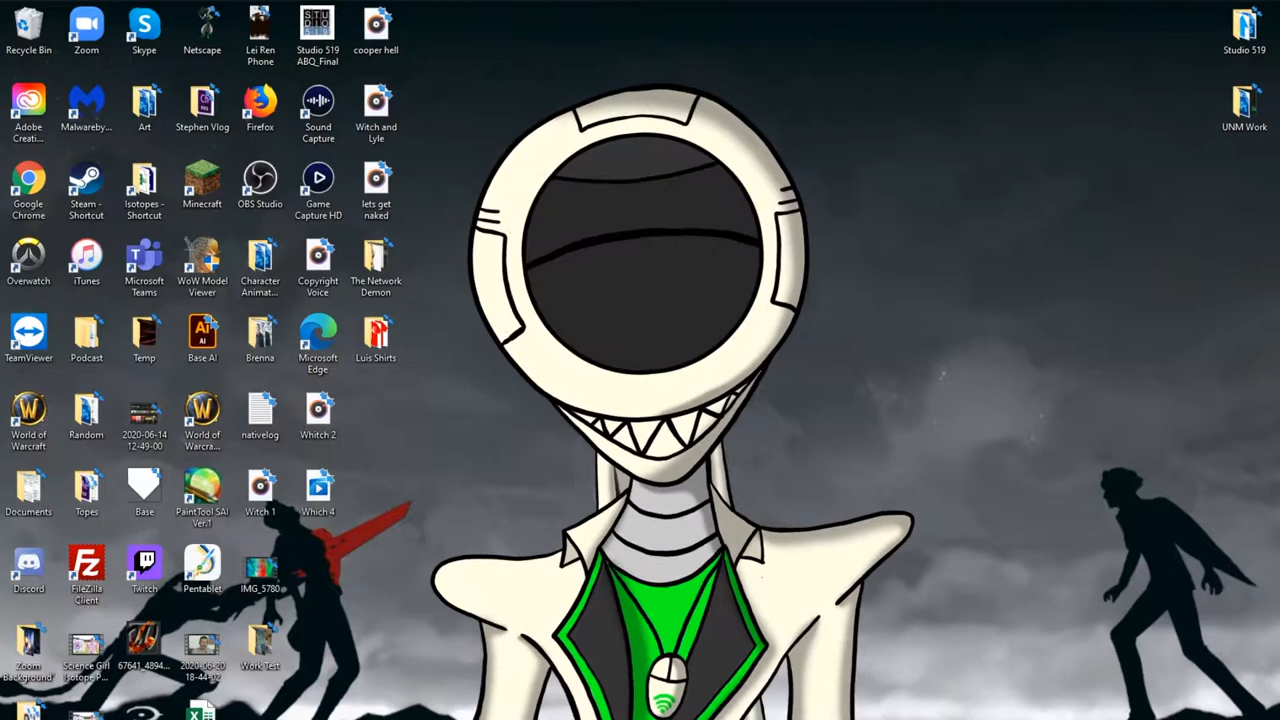 Recycle Bin
Zoom
Skype
Netscape
Lei Ren
Phone
Studio 519
ABQ_Final
cooper hell
Studio 519
Adobe
Creati...
Malwareby...
Art
Stephen Vlog
Firefox
Sound
Capture
Witch and
Lyle
UNM Work
Google
Chrome
Steam -
Shortcut
Isotopes -
Shortcut
Minecraft
OBS Studio
Game
Capture HD
lets get
naked
Overwatch
iTunes
Microsoft
Teams
WoW Model
Viewer
Character
Animat...
Copyright
Voice
The Network
Demon
TeamViewer
Podcast
Temp
Base AI
Brenna
Microsoft
Edge
Luis Shirts
World of
Warcraft
Random
2020-06-14
12-49-00
World of
Warcra...
nativelog
Whitch 2
Documents
Topes
Base
PaintTool SAI
Ver.1
Witch 1
Which 4
Discord
FileZilla
Client
Twitch
Pentablet
IMG_5780
Zoom
Background
Science Girl
Isotope P...
67641_4894...
2020-06-20
18-44-02
Work Test